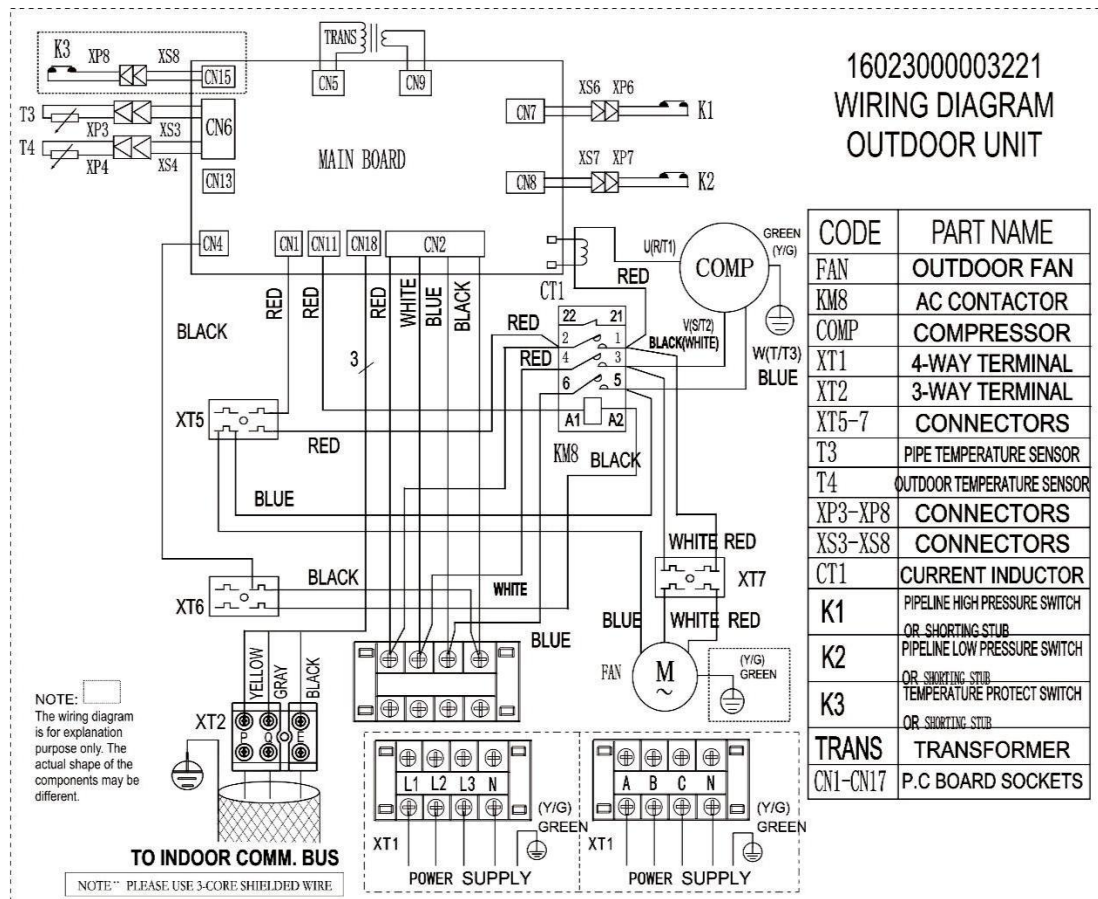 16023000003221
WIRING DIAGRAM
OUTDOOR UNIT
K3
XP8
XS8
CN15
TRANS
CN5
CN9
T3
XP3
XS3
CN6
T4
XP4
XS4
CN13
MAIN BOARD
CN7
XS6
XP6
K1
CN8
XS7
XP7
K2
CN4
CN1
CN11
CN18
CN2
CT1
U(R/T1)
COMP
GREEN
(Y/G)
RED
V(S/T2)
BLACK(WHITE)
W(T/T3)
BLUE
BLACK
RED
RED
RED
WHITE
BLUE
BLACK
3
RED
RED
22
21
2
1
4
3
6
5
A1
A2
KM8
BLACK
XT5
RED
BLUE
XT6
BLACK
WHITE
BLUE
WHITE
RED
XT7
BLUE
WHITE
RED
FAN
M
~
(Y/G)
GREEN
YELLOW
GRAY
BLACK
XT2
P
Q
E
NOTE:
The wiring diagram
is for explanation
purpose only. The
actual shape of the
components may be
different.
TO INDOOR COMM. BUS
NOTE¨ PLEASE USE 3-CORE SHIELDED WIRE
L1 L2 L3 N
(Y/G)
GREEN
XT1
POWER SUPPLY
A B C N
(Y/G)
GREEN
XT1
POWER SUPPLY
CODE PART NAME
FAN OUTDOOR FAN
KM8 AC CONTACTOR
COMP COMPRESSOR
XT1 4-WAY TERMINAL
XT2 3-WAY TERMINAL
XT5-7 CONNECTORS
T3 PIPE TEMPERATURE SENSOR
T4 OUTDOOR TEMPERATURE SENSOR
XP3-XP8 CONNECTORS
XS3-XS8 CONNECTORS
CT1 CURRENT INDUCTOR
K1 PIPELINE HIGH PRESSURE SWITCH
OR SHORTING STUB
K2 PIPELINE LOW PRESSURE SWITCH
OR SHORTING STUB
K3 TEMPERATURE PROTECT SWITCH
OR SHORTING STUB
TRANS TRANSFORMER
CN1-CN17 P.C BOARD SOCKETS